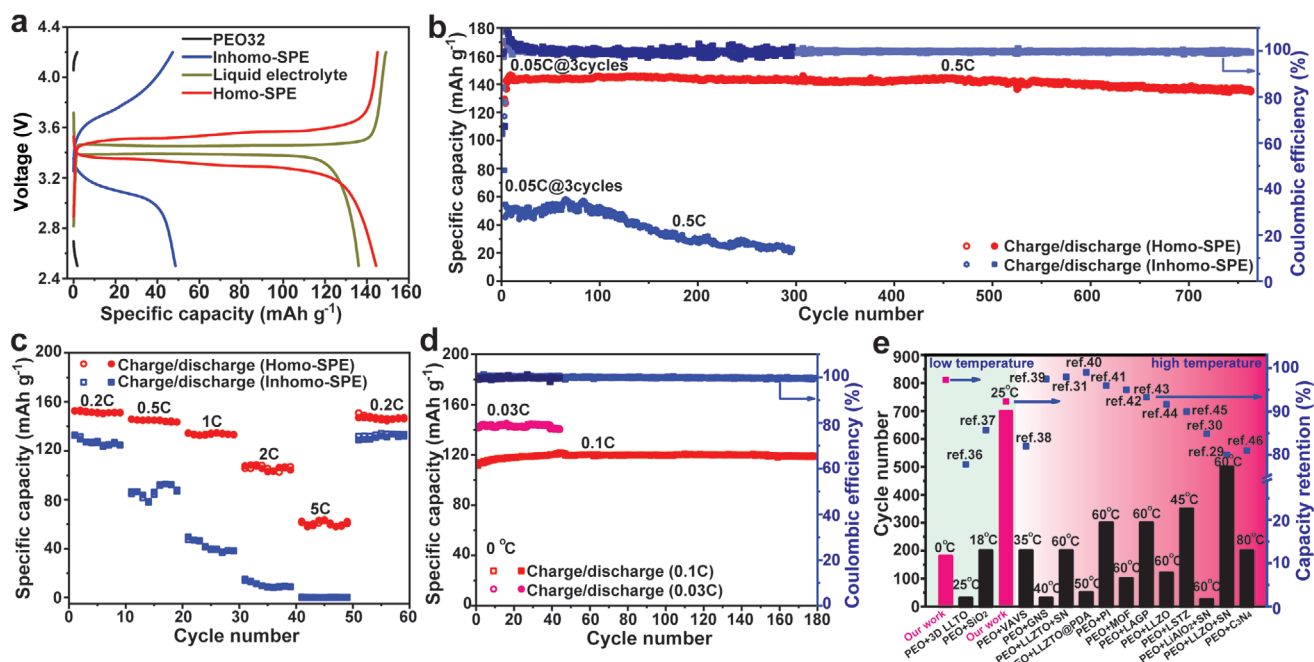 a
PEO32
Inhomo-SPE
Liquid electrolyte
Homo-SPE
4.4
4.0
3.6
3.2
2.8
2.4
Voltage (V)
0 20 40 60 80 100 120 140 160
Specific capacity (mAh g-1)
b
180
160
140
120
100
80
60
40
20
0
Specific capacity (mAh g-1)
0.05C@3cycles
0.5C
0.05C@3cycles
0.5C
Charge/discharge (Homo-SPE)
Charge/discharge (Inhomo-SPE)
0 100 200 300 400 500 600 700
Cycle number
100
80
60
40
20
0
Coulombic efficiency (%)
c
Charge/discharge (Homo-SPE)
Charge/discharge (Inhomo-SPE)
200
160
120
80
40
0
Specific capacity (mAh g-1)
0.2C
0.5C
1C
2C
5C
0.2C
0 10 20 30 40 50 60
Cycle number
d
200
160
120
80
40
0
Specific capacity (mAh g-1)
0.03C
0.1C
0 °C
Charge/discharge (0.1C)
Charge/discharge (0.03C)
0 20 40 60 80 100 120 140 160 180
Cycle number
100
80
60
40
20
0
Coulombic efficiency (%)
e
900
800
700
600
500
400
300
200
100
0
Cycle number
low temperature
high temperature
ref.36
ref.37
ref.38
ref.39
ref.31
ref.40
ref.41
ref.42
ref.43
ref.44
ref.45
ref.30
ref.29
ref.46
0°C
25°C
18°C
25°C
35°C
40°C
60°C
50°C
60°C
60°C
60°C
45°C
60°C
60°C
80°C
Our work
PEO+3D LLTO
PEO+SiO2
Our work
PEO+VAVS
PEO+GNS
PEO+LLZTO+SN
PEO+LLZTO@PDA
PEO+PI
PEO+MOF
PEO+LAGP
PEO+LLZO
PEO+LSTZ
PEO+LiAlO2+SN
PEO+LLZO+SN
PEO+C3N4
100
90
80
20
10
0
Capacity retention (%)